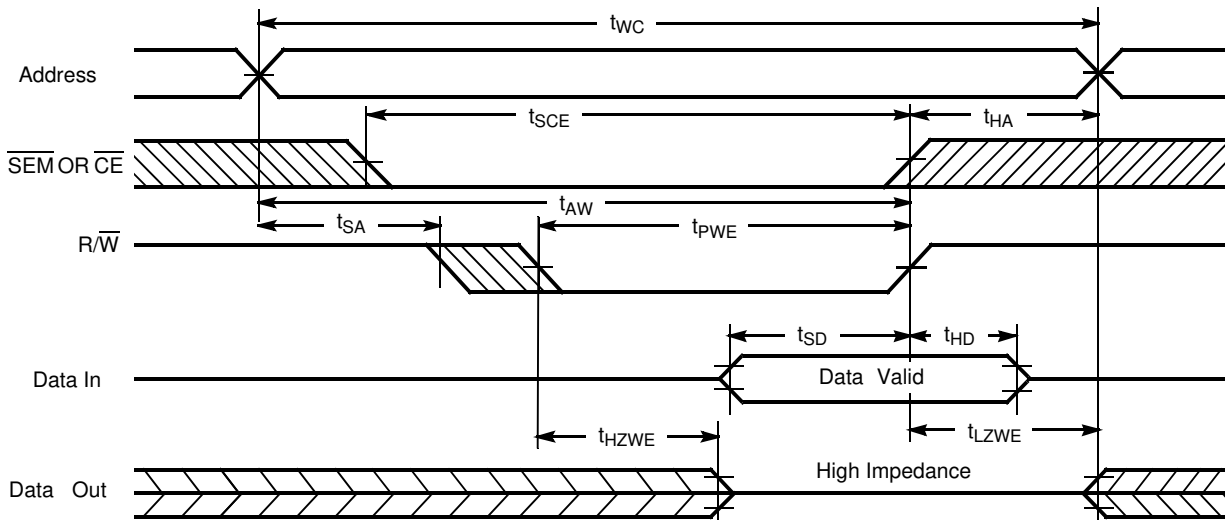 tWC
Address
tSCE
tHA
SEM OR CE
tAW
tSA
tPWE
R/W
tSD
tHD
Data In
Data Valid
tHZWE
tLZWE
High Impedance
Data Out